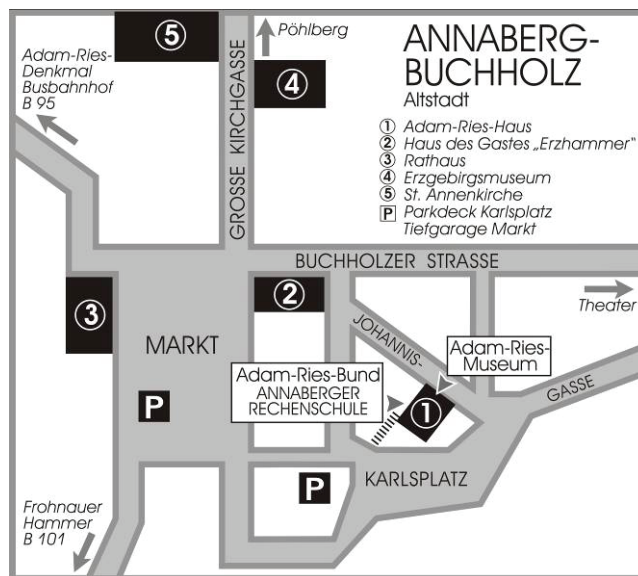 ANNABERG-
BUCHHOLZ
Altstadt
① Adam-Ries-Haus
② Haus des Gastes „Erzhammer"
③ Rathaus
④ Erzgebirgsmuseum
⑤ St. Annenkirche
P Parkdeck Karlsplatz
Tiefgarage Markt
Adam-Ries-
Denkmal
Busbahnhof
B 95
⑤
Pöhlberg
④
GROSSE KIRCHGASSE
BUCHHOLZER STRASSE
Theater
③
②
MARKT
JOHANNIS-
GASSE
Adam-Ries-
Museum
Adam-Ries-Bund
ANNABERGER
RECHENSCHULE
①
P
KARLSPLATZ
P
Frohnauer
Hammer
B 101